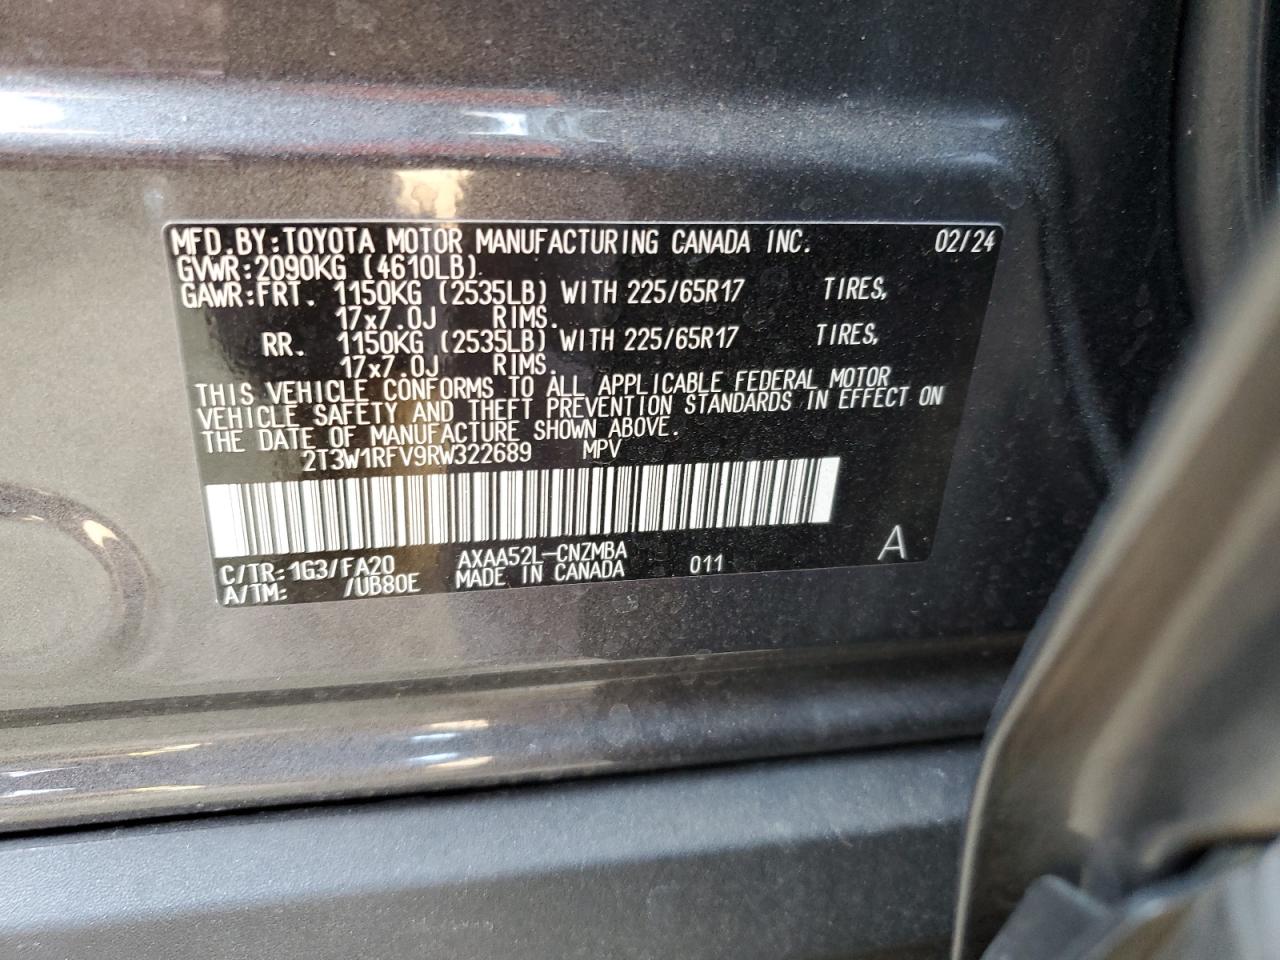 MFD.BY:TOYOTA MOTOR MANUFACTURING CANADA INC. 02/24
GVWR:2090KG (4610LB)
GAWR:FRT. 1150KG (2535LB) WITH 225/65R17 TIRES,
17x7.0J RIMS.
RR. 1150KG (2535LB) WITH 225/65R17 TIRES,
17x7.0J RIMS.
THIS VEHICLE CONFORMS TO ALL APPLICABLE FEDERAL MOTOR
VEHICLE SAFETY AND THEFT PREVENTION STANDARDS IN EFFECT ON
THE DATE OF MANUFACTURE SHOWN ABOVE.
2T3W1RFV9RW322689 MPV
C/TR:1G3/FA20 AXAA52L-CNZMBA 011 A
A/TM: /UB80E MADE IN CANADA